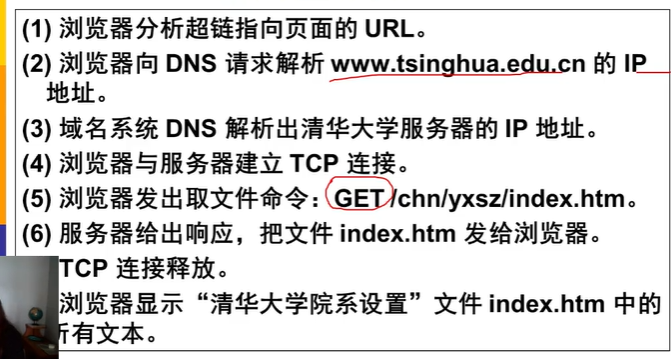 (1) 浏览器分析超链指向页面的 URL。
(2) 浏览器向 DNS 请求解析 www.tsinghua.edu.cn 的 IP
地址。
(3) 域名系统 DNS 解析出清华大学服务器的 IP 地址。
(4) 浏览器与服务器建立 TCP 连接。
(5) 浏览器发出取文件命令：GET /chn/yxsz/index.htm。
(6) 服务器给出响应，把文件 index.htm 发给浏览器。
TCP 连接释放。
浏览器显示“清华大学院系设置”文件 index.htm 中的
所有文本。